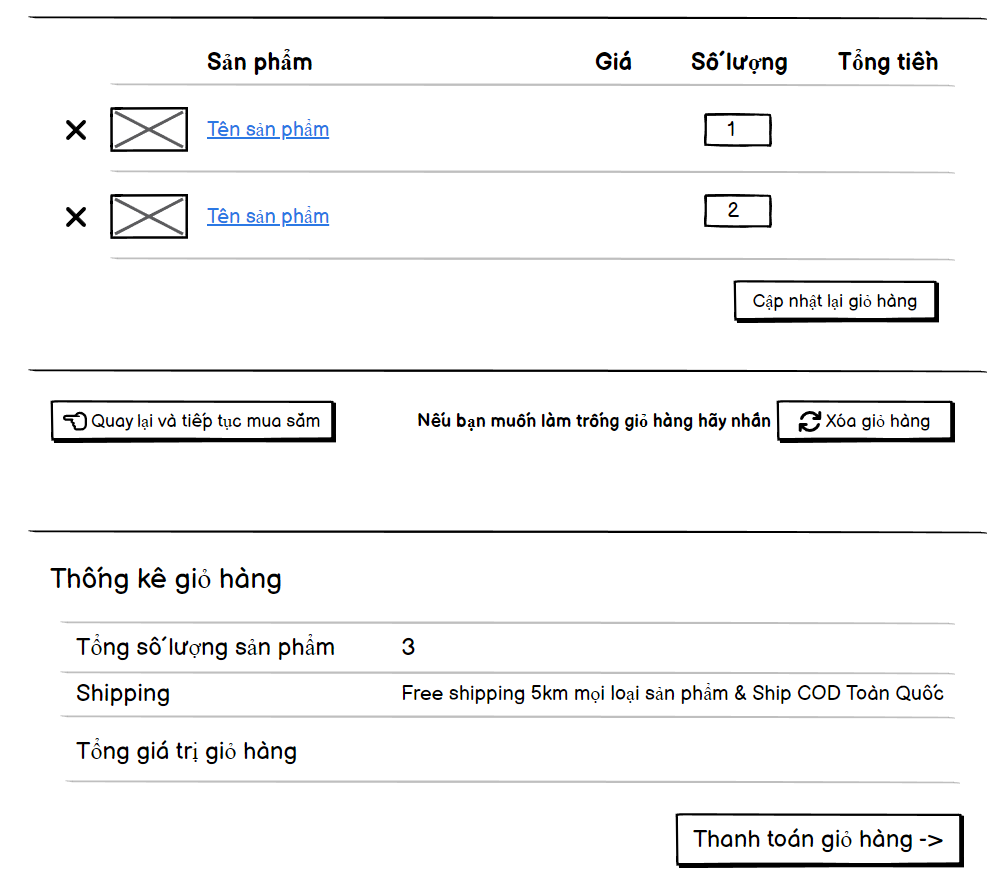 Sản phẩm Giá Số lượng Tổng tiền
Tên sản phẩm 1
Tên sản phẩm 2
Cập nhật lại giỏ hàng
Quay lại và tiếp tục mua sắm Nếu bạn muốn làm trống giỏ hàng hãy nhấn Xóa giỏ hàng
Thống kê giỏ hàng
Tổng số lượng sản phẩm 3
Shipping Free shipping 5km mọi loại sản phẩm & Ship COD Toàn Quốc
Tổng giá trị giỏ hàng
Thanh toán giỏ hàng ->